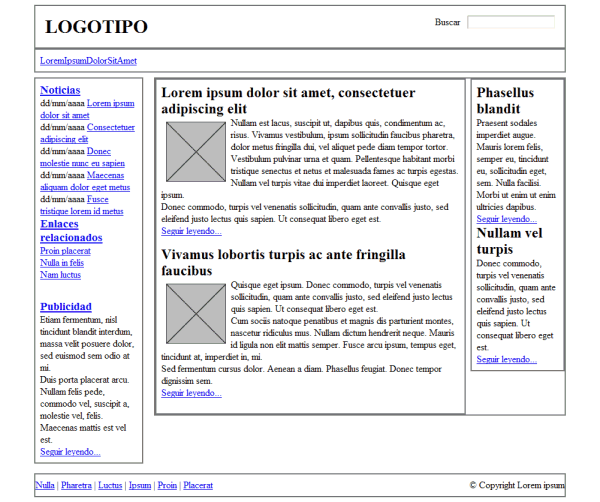 LOGOTIPO
Buscar
LoremIpsumDolorSitAmet
Noticias
dd/mm/aaaa Lorem ipsum
dolor sit amet
dd/mm/aaaa Consectetuer
adipiscing elit
dd/mm/aaaa Donec
molestie nunc eu sapien
dd/mm/aaaa Maecenas
aliquam dolor eget metus
dd/mm/aaaa Fusce
tristique lorem id metus
Enlaces
relacionados
Proin placerat
Nulla in felis
Nam luctus
Publicidad
Etiam fermentum, nisl
tincidunt blandit interdum,
massa velit posuere dolor,
sed euismod sem odio at
mi.
Duis porta placerat arcu.
Nullam felis pede,
commodo vel, suscipit a,
molestie vel, felis.
Maecenas mattis est vel
est.
Seguir leyendo...
Lorem ipsum dolor sit amet, consectetuer
adipiscing elit
Nullam est lacus, suscipit ut, dapibus quis, condimentum ac,
risus. Vivamus vestibulum, ipsum sollicitudin faucibus pharetra,
dolor metus fringilla dui, vel aliquet pede diam tempor tortor.
Vestibulum pulvinar urna et quam. Pellentesque habitant morbi
tristique senectus et netus et malesuada fames ac turpis egestas.
Nullam vel turpis vitae dui imperdiet laoreet. Quisque eget
ipsum.
Donec commodo, turpis vel venenatis sollicitudin, quam ante convallis justo, sed
eleifend justo lectus quis sapien. Ut consequat libero eget est.
Seguir leyendo...
Vivamus lobortis turpis ac ante fringilla
faucibus
Quisque eget ipsum. Donec commodo, turpis vel venenatis
sollicitudin, quam ante convallis justo, sed eleifend justo lectus
quis sapien. Ut consequat libero eget est.
Cum sociis natoque penatibus et magnis dis parturient montes,
nascetur ridiculus mus. Nullam dictum hendrerit neque. Mauris
id ligula non elit mattis semper. Fusce arcu ipsum, tempus eget,
tincidunt at, imperdiet in, mi.
Sed fermentum cursus dolor. Aenean a diam. Phasellus feugiat. Donec tempor
dignissim sem.
Seguir leyendo...
Phasellus
blandit
Praesent sodales
imperdiet augue.
Mauris lorem felis,
semper eu, tincidunt
eu, sollicitudin eget,
sem. Nulla facilisi.
Morbi ut enim ut enim
ultricies dapibus.
Seguir leyendo...
Nullam vel
turpis
Donec commodo,
turpis vel venenatis
sollicitudin, quam ante
convallis justo, sed
eleifend justo lectus
quis sapien. Ut
consequat libero eget
est.
Seguir leyendo...
Nulla | Pharetra | Luctus | Ipsum | Proin | Placerat
© Copyright Lorem ipsum